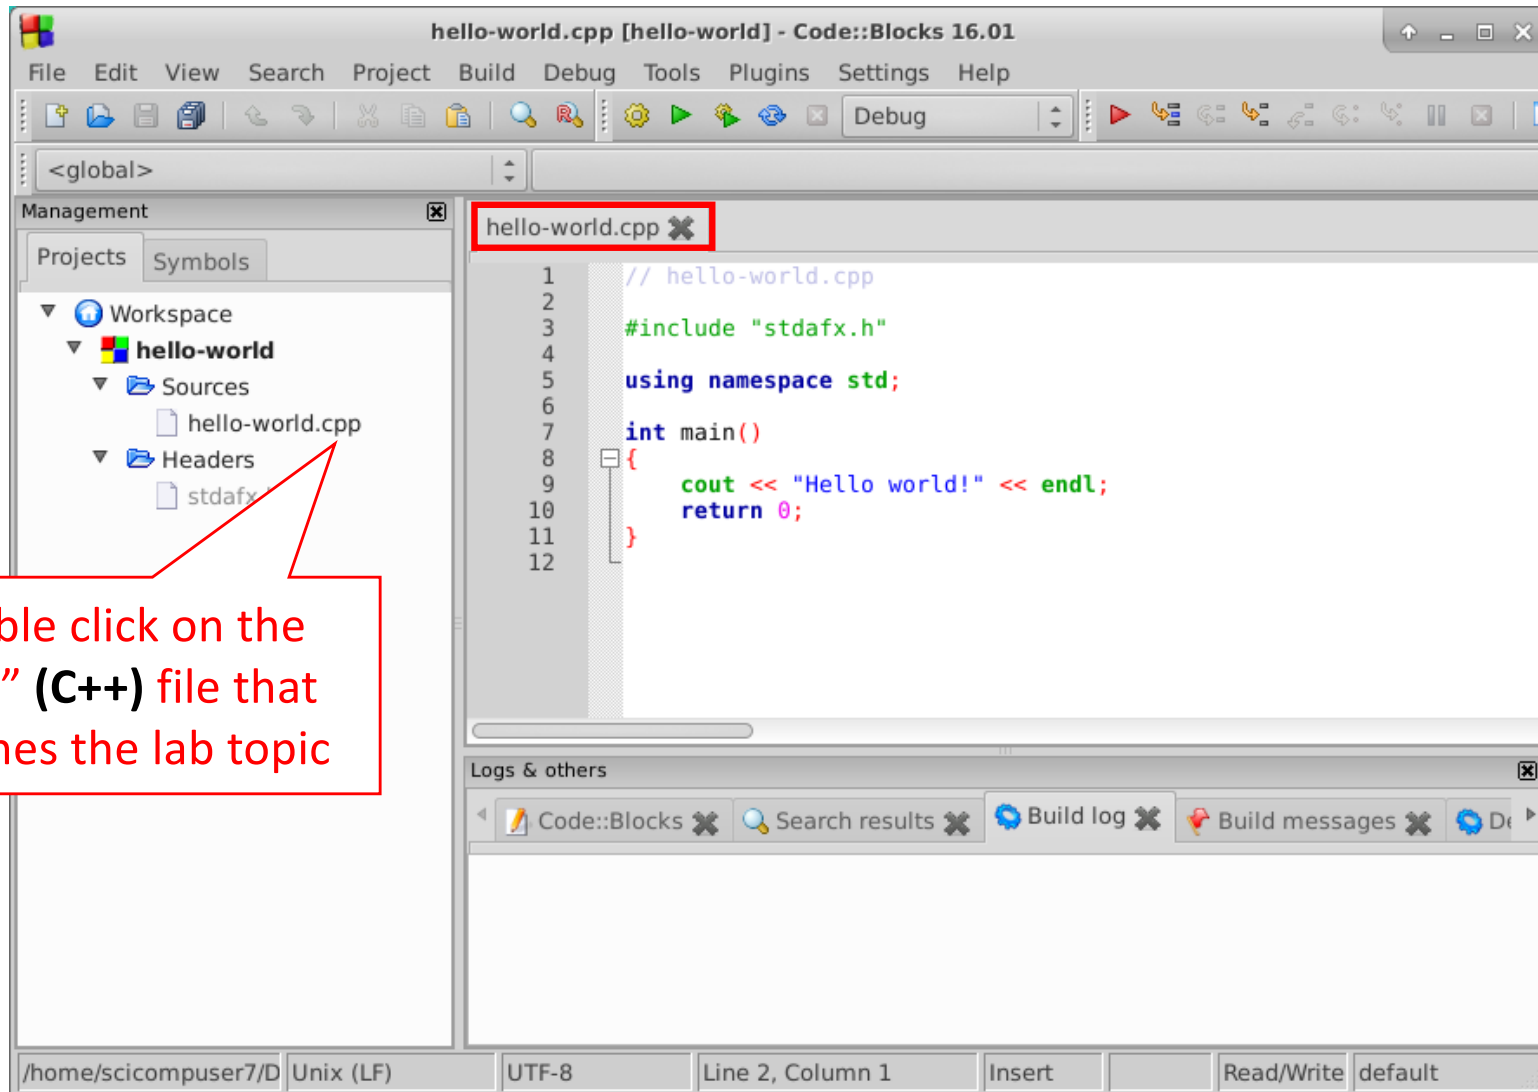 hello-world.cpp [hello-world] - Code::Blocks 16.01
File Edit View Search Project Build Debug Tools Plugins Settings Help
Debug
<global>
Management
Projects Symbols
Workspace
hello-world
Sources
hello-world.cpp
Headers
click on the
” (C++) file that
the lab topic
hello-world.cpp
1 // hello-world.cpp
2
3 #include "stdafx.h"
4
5 using namespace std;
6
7 int main()
8 {
9 cout << "Hello world!" << endl;
10 return 0;
11 }
12
Logs & others
Code::Blocks Search results Build log Build messages
/home/scicompuser7/D Unix (LF) UTF-8 Line 2, Column 1 Insert Read/Write default